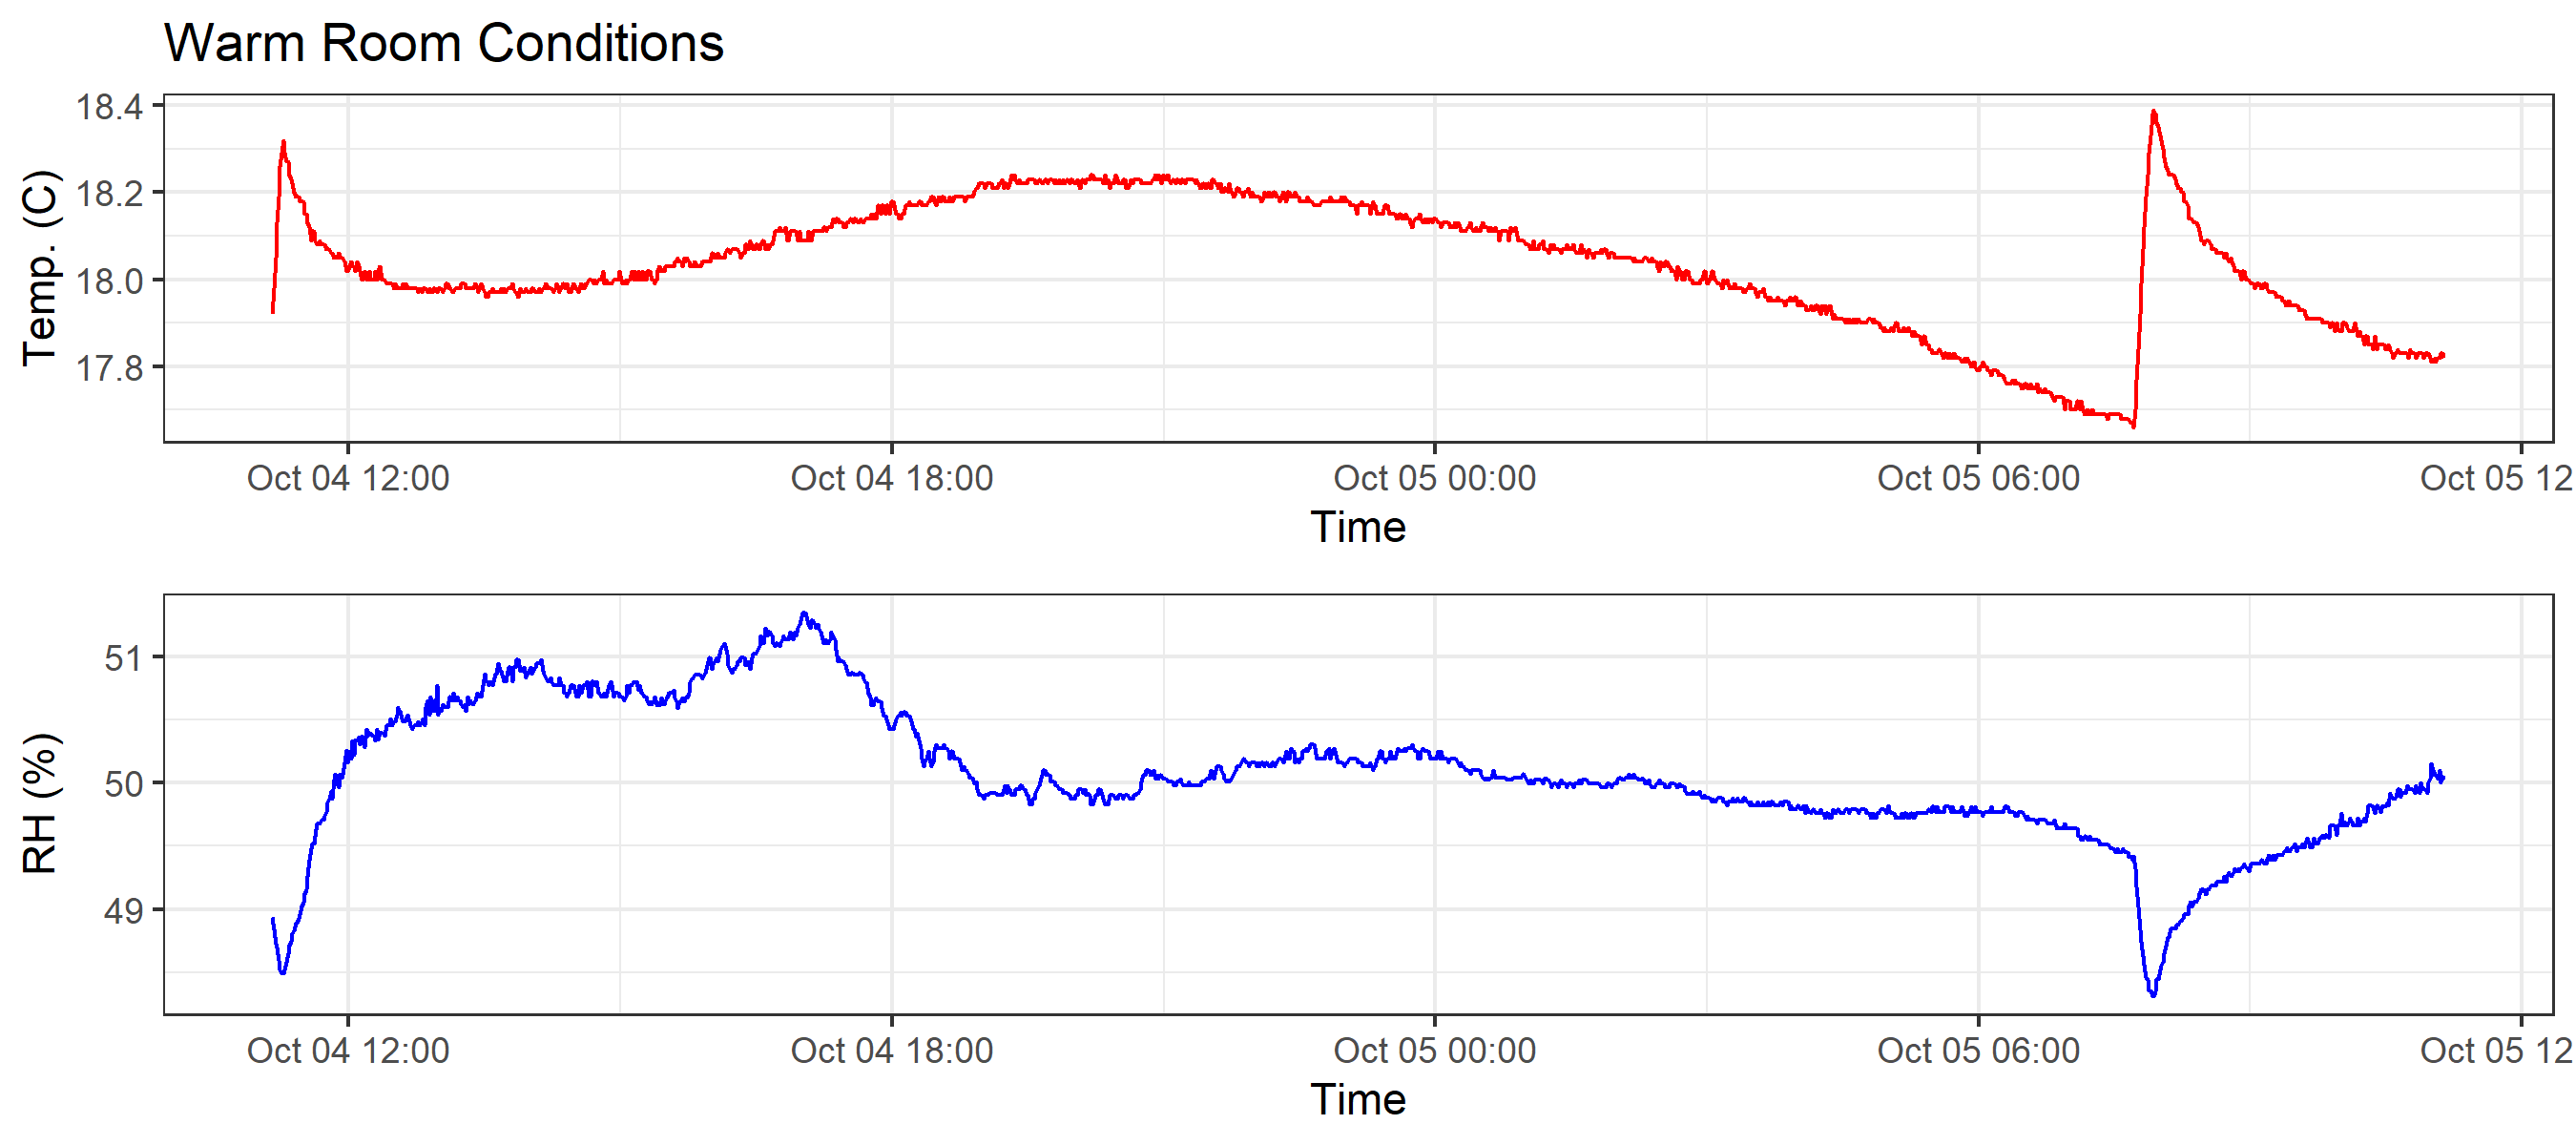 Warm Room Conditions
Temp. (C)
18.4
18.2
18.0
17.8
Oct 04 12:00 Oct 04 18:00 Oct 05 00:00 Oct 05 06:00 Oct 05 12
Time
RH (%)
51
50
49
Oct 04 12:00 Oct 04 18:00 Oct 05 00:00 Oct 05 06:00 Oct 05 12
Time